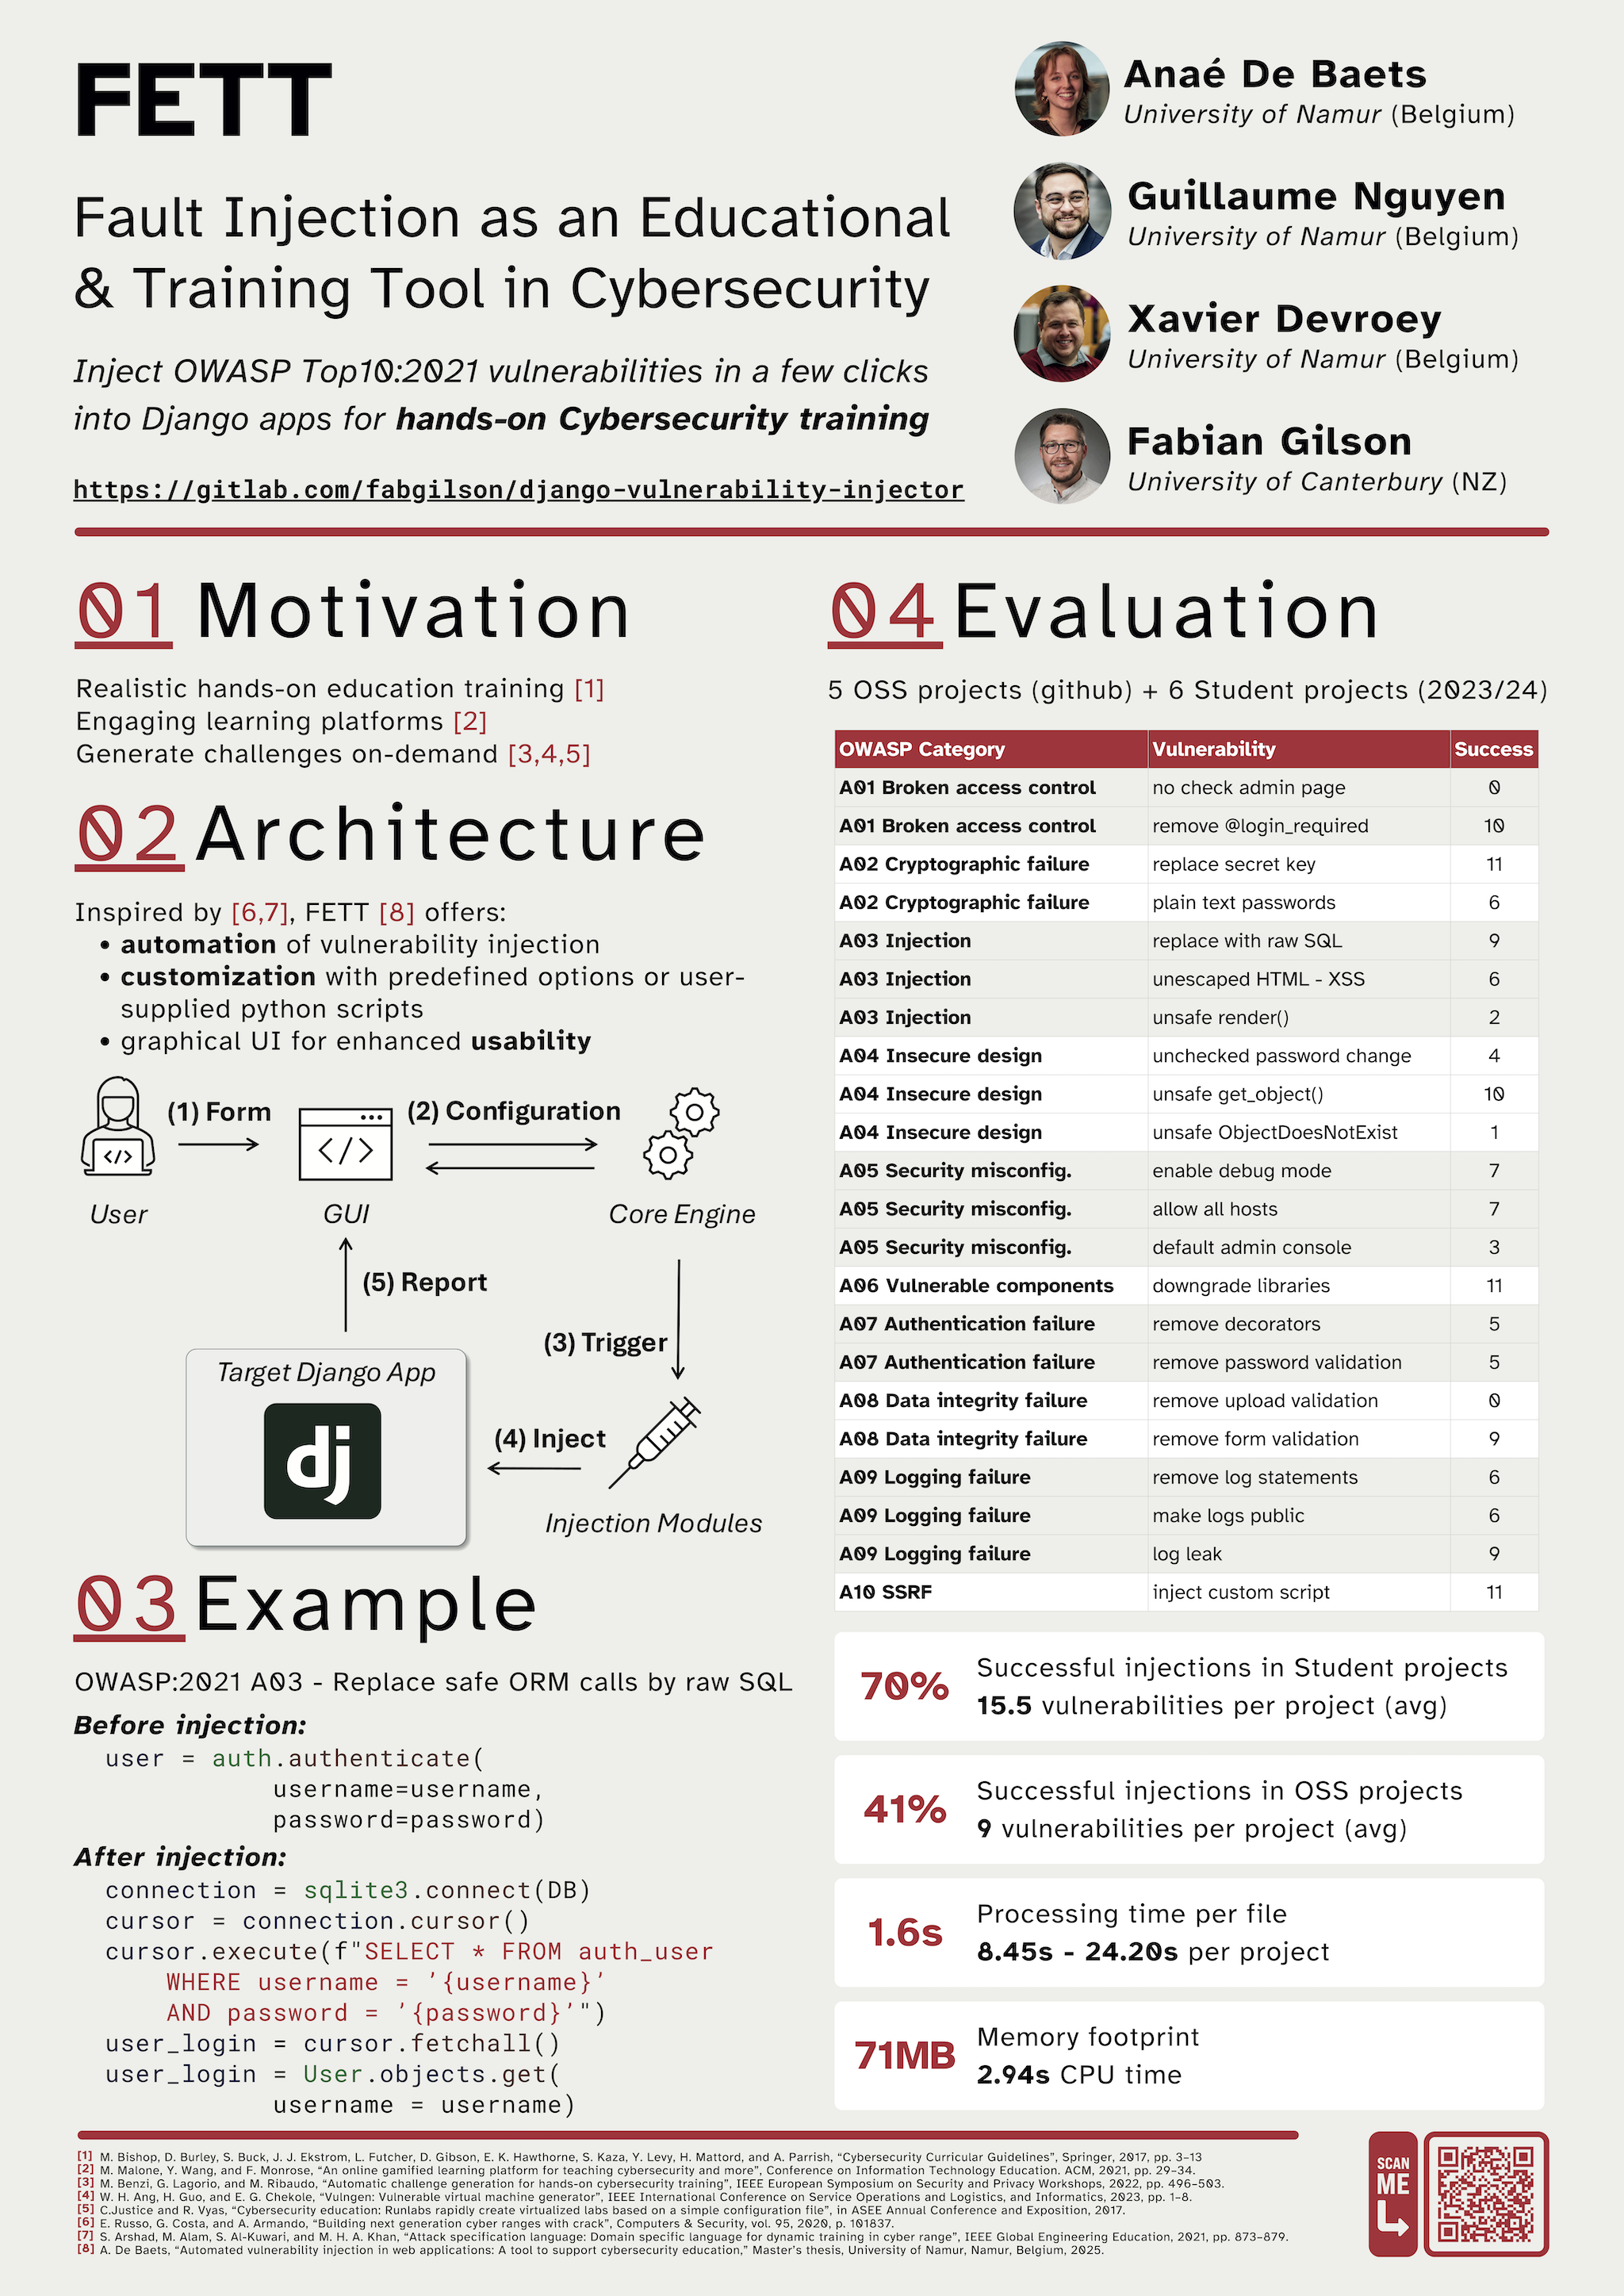 FETT
Fault Injection as an Educational
& Training Tool in Cybersecurity
Inject OWASP Top10:2021 vulnerabilities in a few clicks
into Django apps for hands-on Cybersecurity training
https://gitlab.com/fabgilson/django-vulnerability-injector
Anaé De Baets
University of Namur (Belgium)
Guillaume Nguyen
University of Namur (Belgium)
Xavier Devroey
University of Namur (Belgium)
Fabian Gilson
University of Canterbury (NZ)
01 Motivation
Realistic hands-on education training [1]
Engaging learning platforms [2]
Generate challenges on-demand [3,4,5]
02 Architecture
Inspired by [6,7], FETT [8] offers:
• automation of vulnerability injection
• customization with predefined options or user-
supplied python scripts
• graphical UI for enhanced usability
(1) Form
(2) Configuration
User
GUI
Core Engine
(5) Report
(3) Trigger
Target Django App
dj
(4) Inject
Injection Modules
03 Example
OWASP:2021 A03 - Replace safe ORM calls by raw SQL
Before injection:
user = auth.authenticate(
username=username,
password=password)
After injection:
connection = sqlite3.connect(DB)
cursor = connection.cursor()
cursor.execute(f"SELECT * FROM auth_user
WHERE username = '{username}'
AND password = '{password}'")
user_login = cursor.fetchall()
user_login = User.objects.get(
username = username)
04 Evaluation
5 OSS projects (github) + 6 Student projects (2023/24)
OWASP Category Vulnerability Success
A01 Broken access control no check admin page 0
A01 Broken access control remove @login_required 10
A02 Cryptographic failure replace secret key 11
A02 Cryptographic failure plain text passwords 6
A03 Injection replace with raw SQL 9
A03 Injection unescaped HTML - XSS 6
A03 Injection unsafe render() 2
A04 Insecure design unchecked password change 4
A04 Insecure design unsafe get_object() 10
A04 Insecure design unsafe ObjectDoesNotExist 1
A05 Security misconfig. enable debug mode 7
A05 Security misconfig. allow all hosts 7
A05 Security misconfig. default admin console 3
A06 Vulnerable components downgrade libraries 11
A07 Authentication failure remove decorators 5
A07 Authentication failure remove password validation 5
A08 Data integrity failure remove upload validation 0
A08 Data integrity failure remove form validation 9
A09 Logging failure remove log statements 6
A09 Logging failure make logs public 6
A09 Logging failure log leak 9
A10 SSRF inject custom script 11
70% Successful injections in Student projects
15.5 vulnerabilities per project (avg)
41% Successful injections in OSS projects
9 vulnerabilities per project (avg)
1.6s Processing time per file
8.45s - 24.20s per project
71MB Memory footprint
2.94s CPU time
[1] M. Bishop, D. Burley, S. Buck, J. J. Ekstrom, L. Futcher, D. Gibson, E. K. Hawthorne, S. Kaza, Y. Levy, H. Mattord, and A. Parrish, “Cybersecurity Curricular Guidelines”, Springer, 2017, pp. 3–13
[2] M. Malone, Y. Wang, and F. Monrose, “An online gamified learning platform for teaching cybersecurity and more”, Conference on Information Technology Education. ACM, 2021, pp. 29–34.
[3] M. Benzi, G. Lagorio, and M. Ribaudo, “Automatic challenge generation for hands-on cybersecurity training”, IEEE European Symposium on Security and Privacy Workshops, 2022, pp. 496–503.
[4] W. H. Ang, H. Guo, and E. G. Chekole, “Vulngen: Vulnerable virtual machine generator”, IEEE International Conference on Service Operations and Logistics, and Informatics, 2023, pp. 1–8.
[5] C.Justice and R. Vyas, “Cybersecurity education: Runlabs rapidly create virtualized labs based on a simple configuration file”, in ASEE Annual Conference and Exposition, 2017.
[6] E. Russo, G. Costa, and A. Armando, “Building next generation cyber ranges with crack”, Computers & Security, vol. 95, 2020, p. 101837.
[7] S. Arshad, M. Alam, S. Al-Kuwari, and M. H. A. Khan, “Attack specification language: Domain specific language for dynamic training in cyber range”, IEEE Global Engineering Education, 2021, pp. 873–879.
[8] A. De Baets, “Automated vulnerability injection in web applications: A tool to support cybersecurity education,” Master’s thesis, University of Namur, Namur, Belgium, 2025.
SCAN
ME